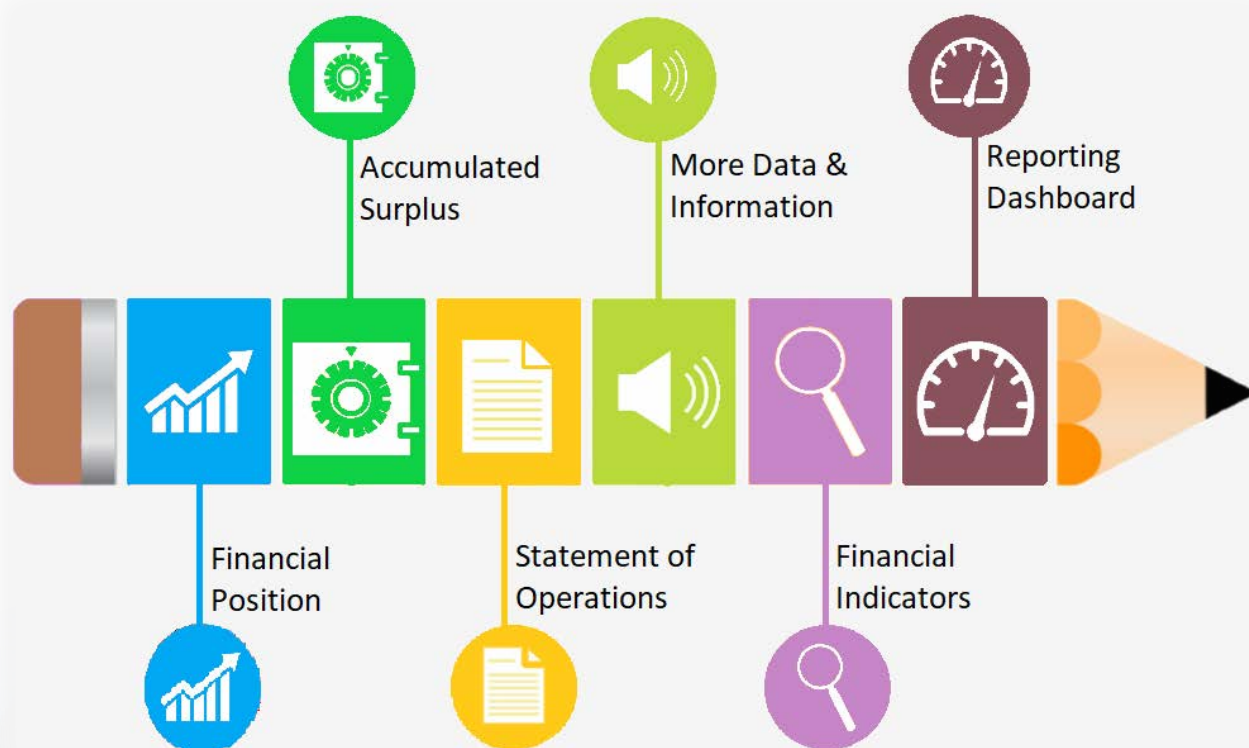 Accumulated
Surplus
More Data &
Information
Reporting
Dashboard
Financial
Position
Statement of
Operations
Financial
Indicators